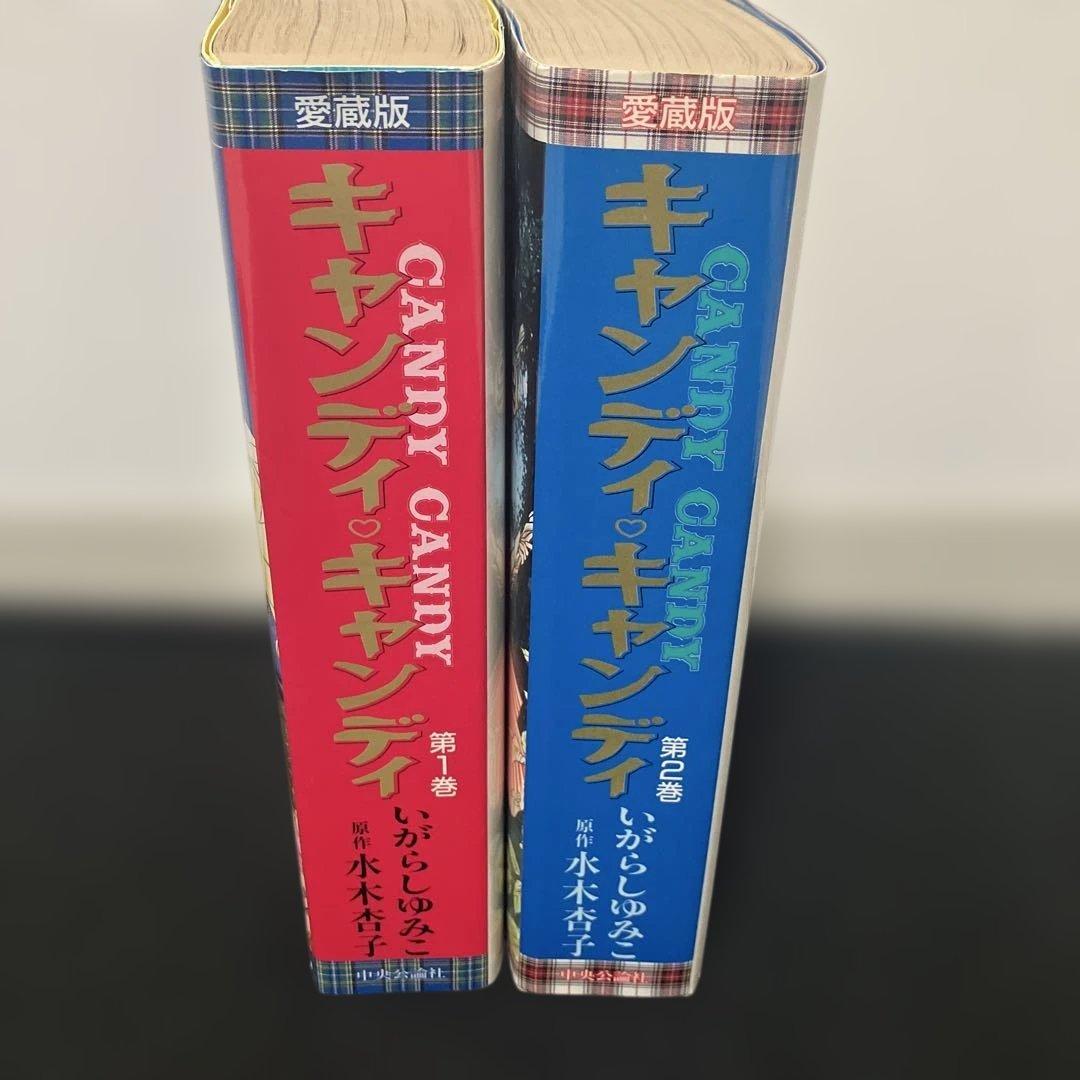 愛蔵版
キャンディ♡キャンディ
CANDY CANDY
第1巻
いがらしゆみこ
原作 水木杏子
中央公論社
愛蔵版
キャンディ♡キャンディ
CANDY CANDY
第2巻
いがらしゆみこ
原作 水木杏子
中央公論社